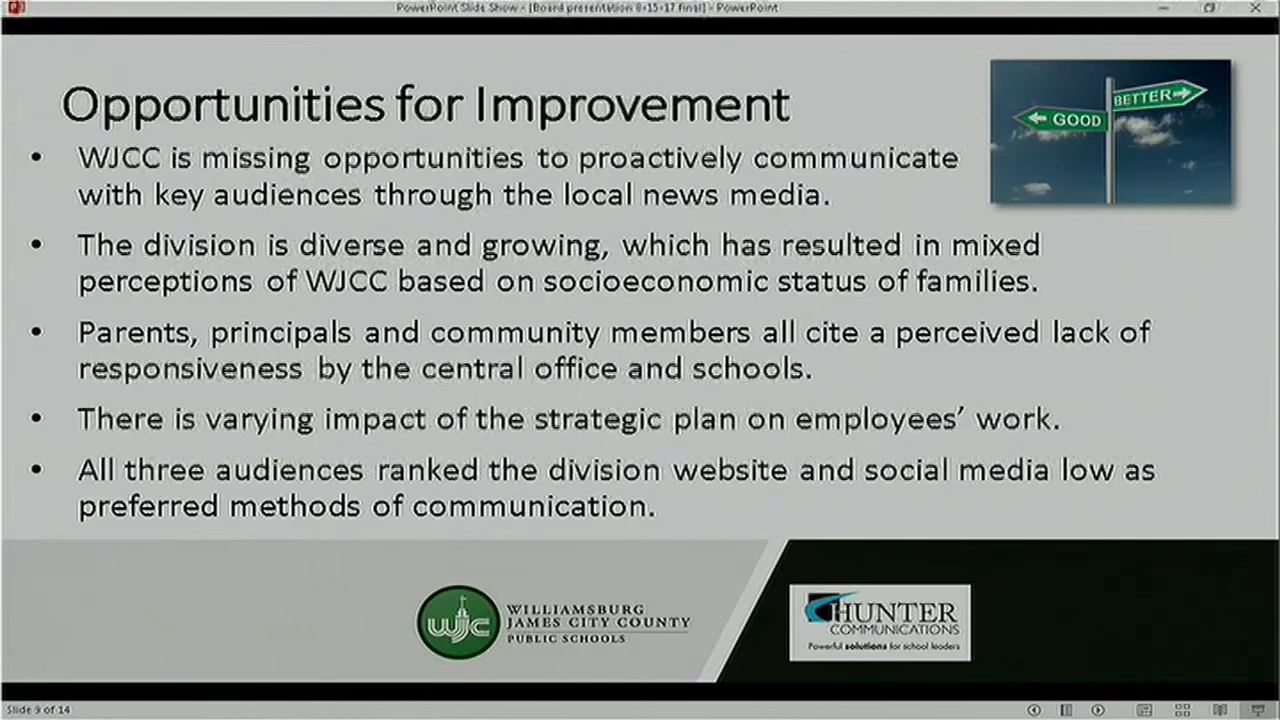 PowerPoint Slide Show - [Board presentation 8-15-17 final] - PowerPoint
Opportunities for Improvement
BETTER
GOOD
• WJCC is missing opportunities to proactively communicate
with key audiences through the local news media.
• The division is diverse and growing, which has resulted in mixed
perceptions of WJCC based on socioeconomic status of families.
• Parents, principals and community members all cite a perceived lack of
responsiveness by the central office and schools.
• There is varying impact of the strategic plan on employees’ work.
• All three audiences ranked the division website and social media low as
preferred methods of communication.
wjc
WILLIAMSBURG
JAMES CITY COUNTY
PUBLIC SCHOOLS
HUNTER
COMMUNICATIONS
Powerful solutions for school leaders
Slide 9 of 14